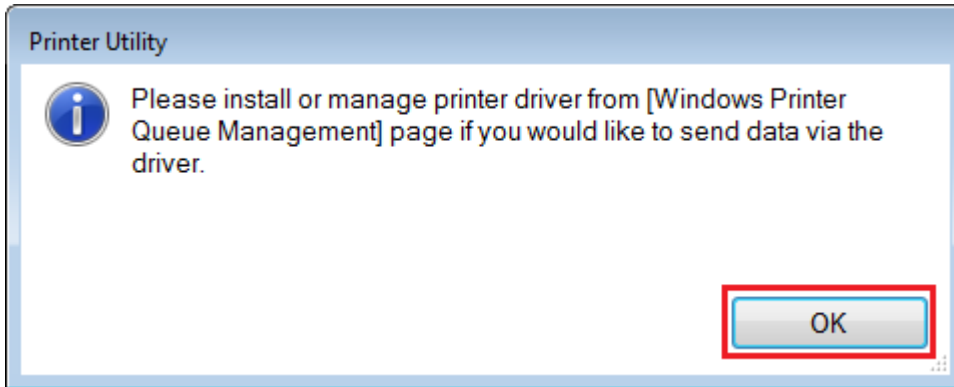 Printer Utility
Please install or manage printer driver from [Windows Printer
Queue Management] page if you would like to send data via the
driver.
OK